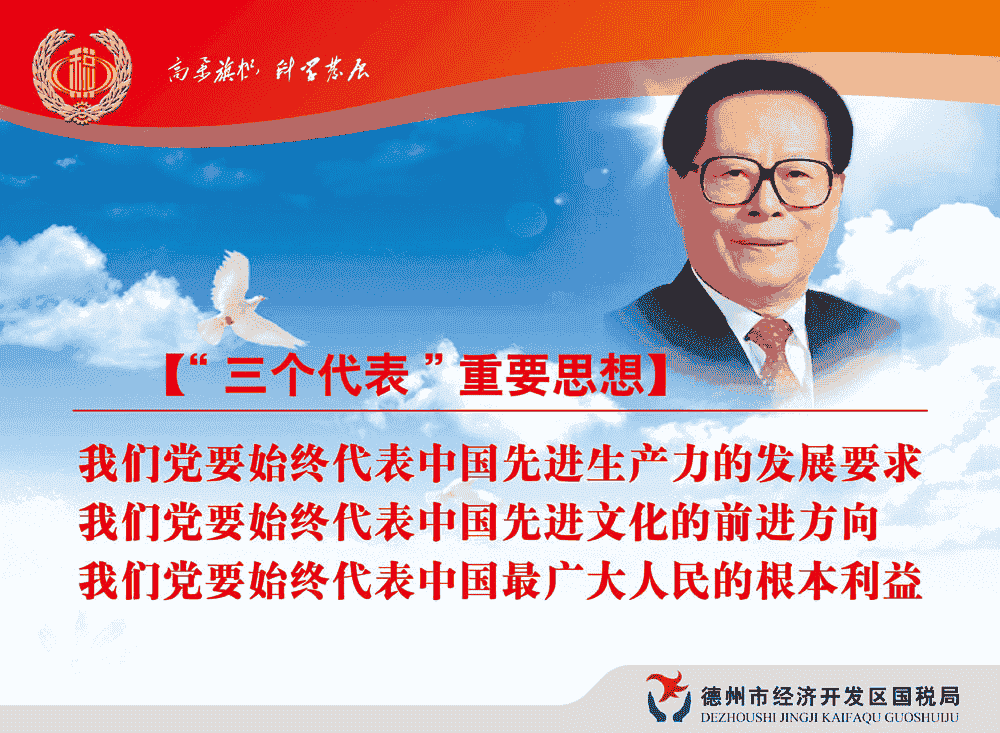 税
高举旗帜，科学发展
【“三个代表”重要思想】
我们党要始终代表中国先进生产力的发展要求
我们党要始终代表中国先进文化的前进方向
我们党要始终代表中国最广大人民的根本利益
德州市经济开发区国税局
DEZHOUSHI JINGJI KAIFAQU GUOSHUIJU